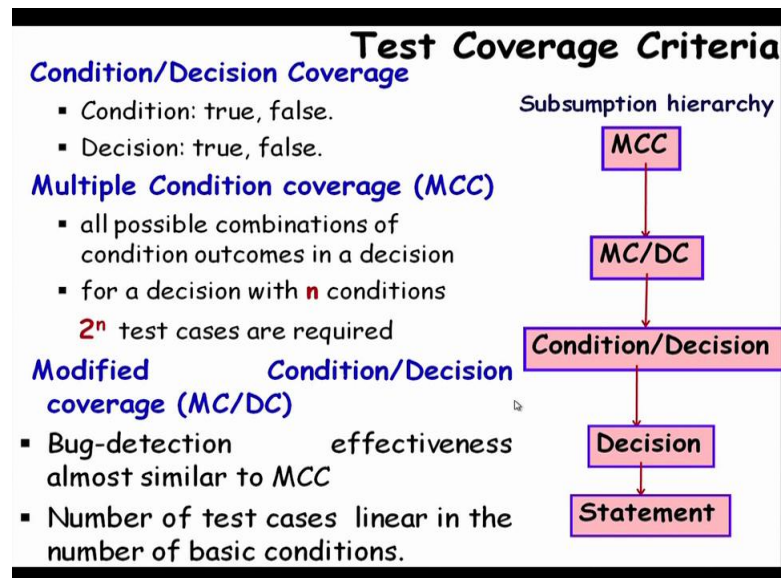 Test Coverage Criteria
Condition/Decision Coverage
▪ Condition: true, false.
▪ Decision: true, false.
Multiple Condition coverage (MCC)
▪ all possible combinations of
condition outcomes in a decision
▪ for a decision with n conditions
2ⁿ test cases are required
Modified Condition/Decision
coverage (MC/DC)
▪ Bug-detection effectiveness
almost similar to MCC
▪ Number of test cases linear in the
number of basic conditions.
Subsumption hierarchy
MCC
MC/DC
Condition/Decision
Decision
Statement